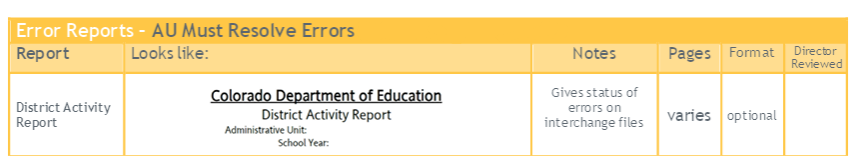 Error Reports - AU Must Resolve Errors
Report Looks like: Notes Pages Format Director
Reviewed
District Activity
Report
Colorado Department of Education
District Activity Report
Administrative Unit:
School Year:
Gives status of
errors on
interchange files
varies
optional